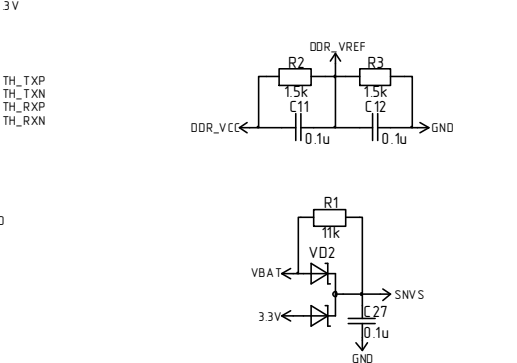 3V
TH_TXP
TH_TXN
TH_RXP
TH_RXN
DDR_VREF
R2
R3
1.5k
1.5k
C11
C12
DDR_VCC
GND
0.1u
0.1u
R1
11k
VD2
VBAT
SNVS
3.3V
C27
0.1u
GND